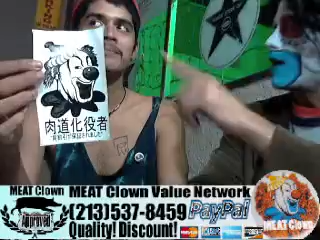 肉道化役者
MEAT Clown
MEAT Clown Value Network
Approved
(213)537-8459
PayPal
Quality! Discount!
MEAT Clown